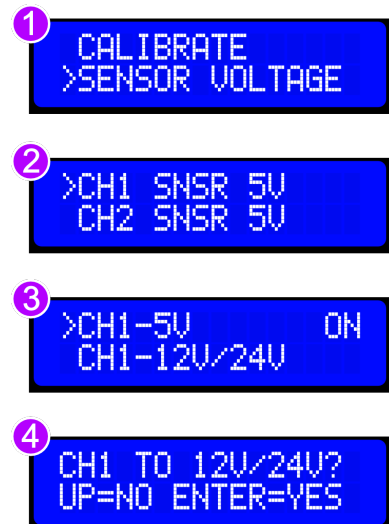 1
CALIBRATE
>SENSOR VOLTAGE
2
>CH1 SNSR 5V
CH2 SNSR 5V
3
>CH1-5V ON
CH1-12V/24V
4
CH1 TO 12V/24V?
UP=NO ENTER=YES